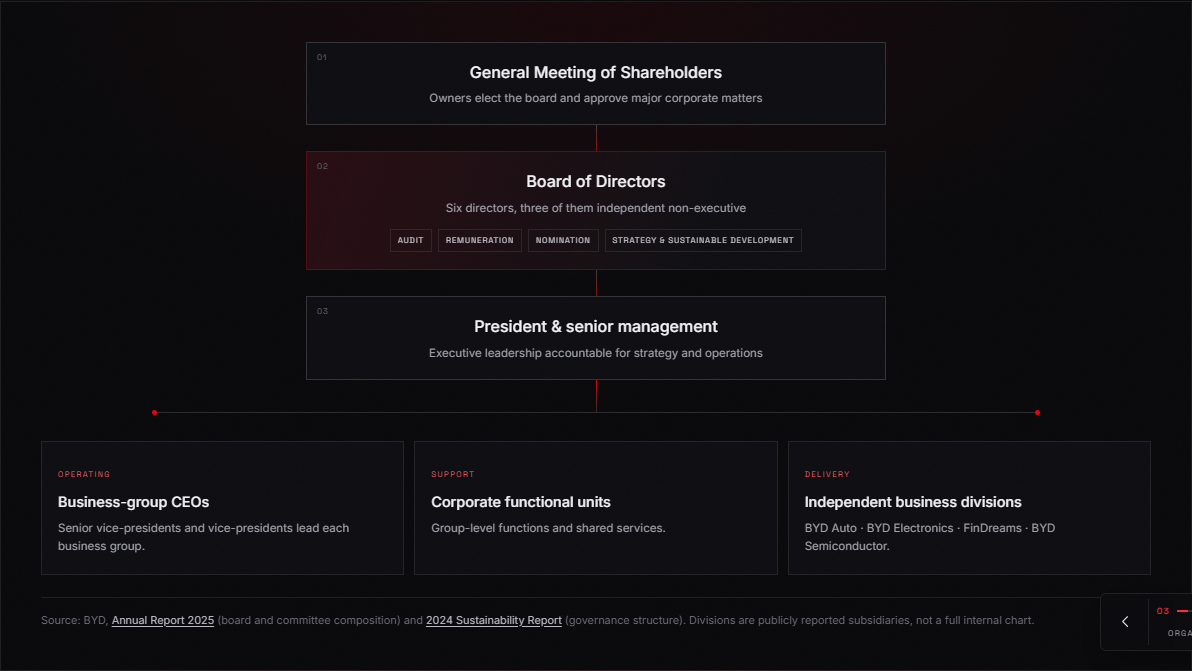 01
General Meeting of Shareholders
Owners elect the board and approve major corporate matters
02
Board of Directors
Six directors, three of them independent non-executive
AUDIT REMUNERATION NOMINATION STRATEGY & SUSTAINABLE DEVELOPMENT
03
President & senior management
Executive leadership accountable for strategy and operations
OPERATING
Business-group CEOs
Senior vice-presidents and vice-presidents lead each
business group.
SUPPORT
Corporate functional units
Group-level functions and shared services.
DELIVERY
Independent business divisions
BYD Auto · BYD Electronics · FinDreams · BYD
Semiconductor.
Source: BYD, Annual Report 2025 (board and committee composition) and 2024 Sustainability Report (governance structure). Divisions are publicly reported subsidiaries, not a full internal chart.
03
ORGA